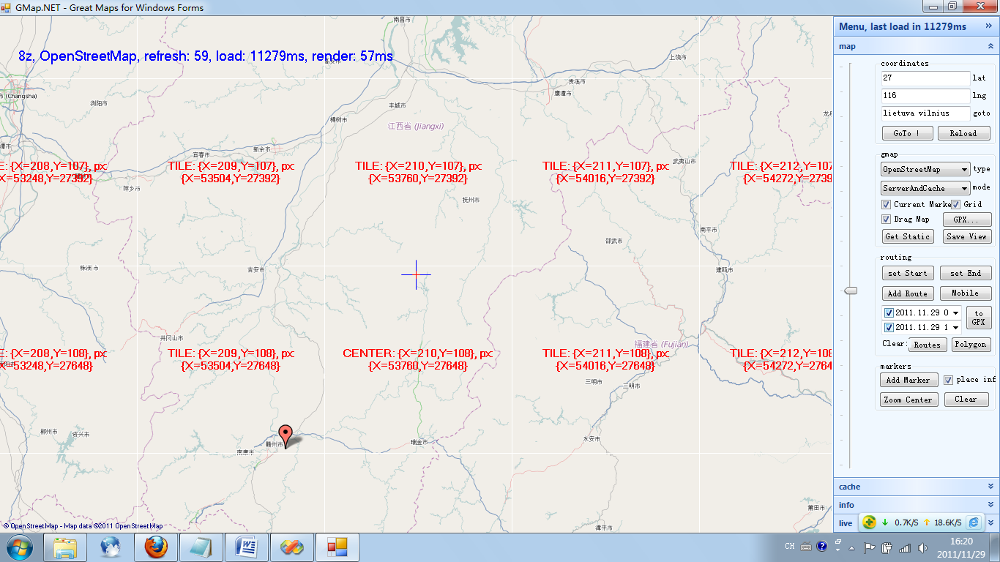 GMap.NET - Great Maps for Windows Forms
南昌市
Menu, last load in 11279ms
map
8z, OpenStreetMap, refresh: 59, load: 11279ms, render: 57ms
上饶市
coordinates
27 lat
贵溪市
鹰潭市
(Changsha)
浏阳市
丰城市
116 lng
樟树市
江西省 (Jiangxi)
lietuva vilnius goto
GoTo !
Reload
宜春市
新余市
武夷山市
gmap
TILE: {X=208,Y=107}, px:
{X=53248,Y=27392}
TILE: {X=209,Y=107}, px:
{X=53504,Y=27392}
TILE: {X=210,Y=107}, px:
{X=53760,Y=27392}
TILE: {X=211,Y=107}, px:
{X=54016,Y=27392}
TILE: {X=212,Y=107
{X=54272,Y=2739
OpenStreetMap type
ServerAndCache mode
萍乡市
抚州市
Current Marke
Grid
Drag Map
GPX...
南平市
邵武市
Get Static
Save View
routing
吉安市
建瓯市
set Start
set End
Add Route
Mobile
2011.11.29 0
2011.11.29 1
to
GPX
井冈山市
福建省 (Fujian)
Clear:
Routes
Polygon
E: {X=208,Y=108}, px:
X=53248,Y=27648}
TILE: {X=209,Y=108}, px:
{X=53504,Y=27648}
CENTER: {X=210,Y=108}, px:
{X=53760,Y=27648}
TILE: {X=211,Y=108}, px:
{X=54016,Y=27648}
TILE: {X=212,Y=108
{X=54272,Y=2764
markers
三明市
三明市
Add Marker
place inf
Zoom Center
Clear
郴州市
资兴市
赣州市
南康市
瑞金市
永安市
cache
info
莆田市
漳平市
© OpenStreetMap - Map data ©2011 OpenStreetMap
live
0.7K/S
18.6K/S
CH
16:20
2011/11/29